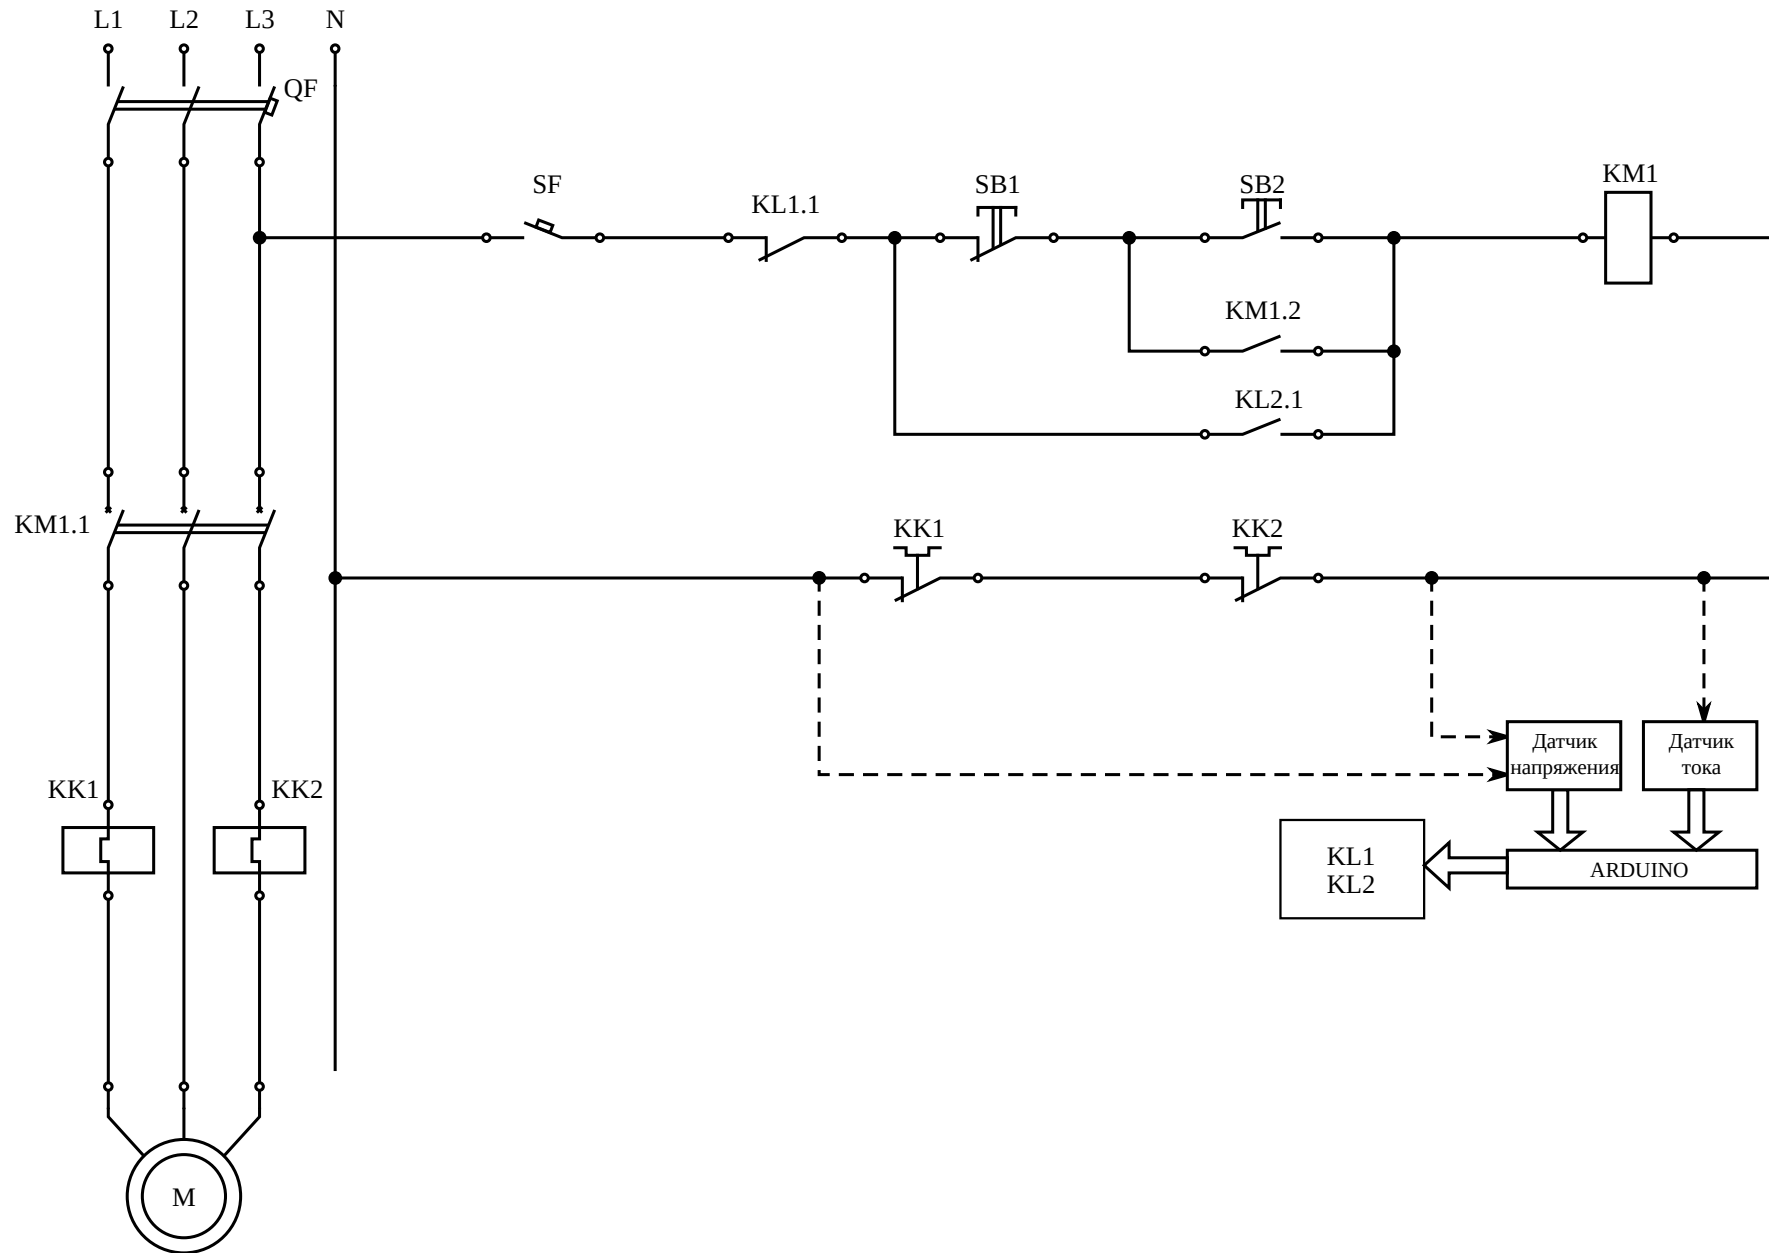 L1
L2
L3
N
QF
SF
KL1.1
SB1
SB2
KM1
KM1.2
KL2.1
KM1.1
KK1
KK2
KK1
KK2
Датчик
напряжения
Датчик
тока
KL1
KL2
ARDUINO
M